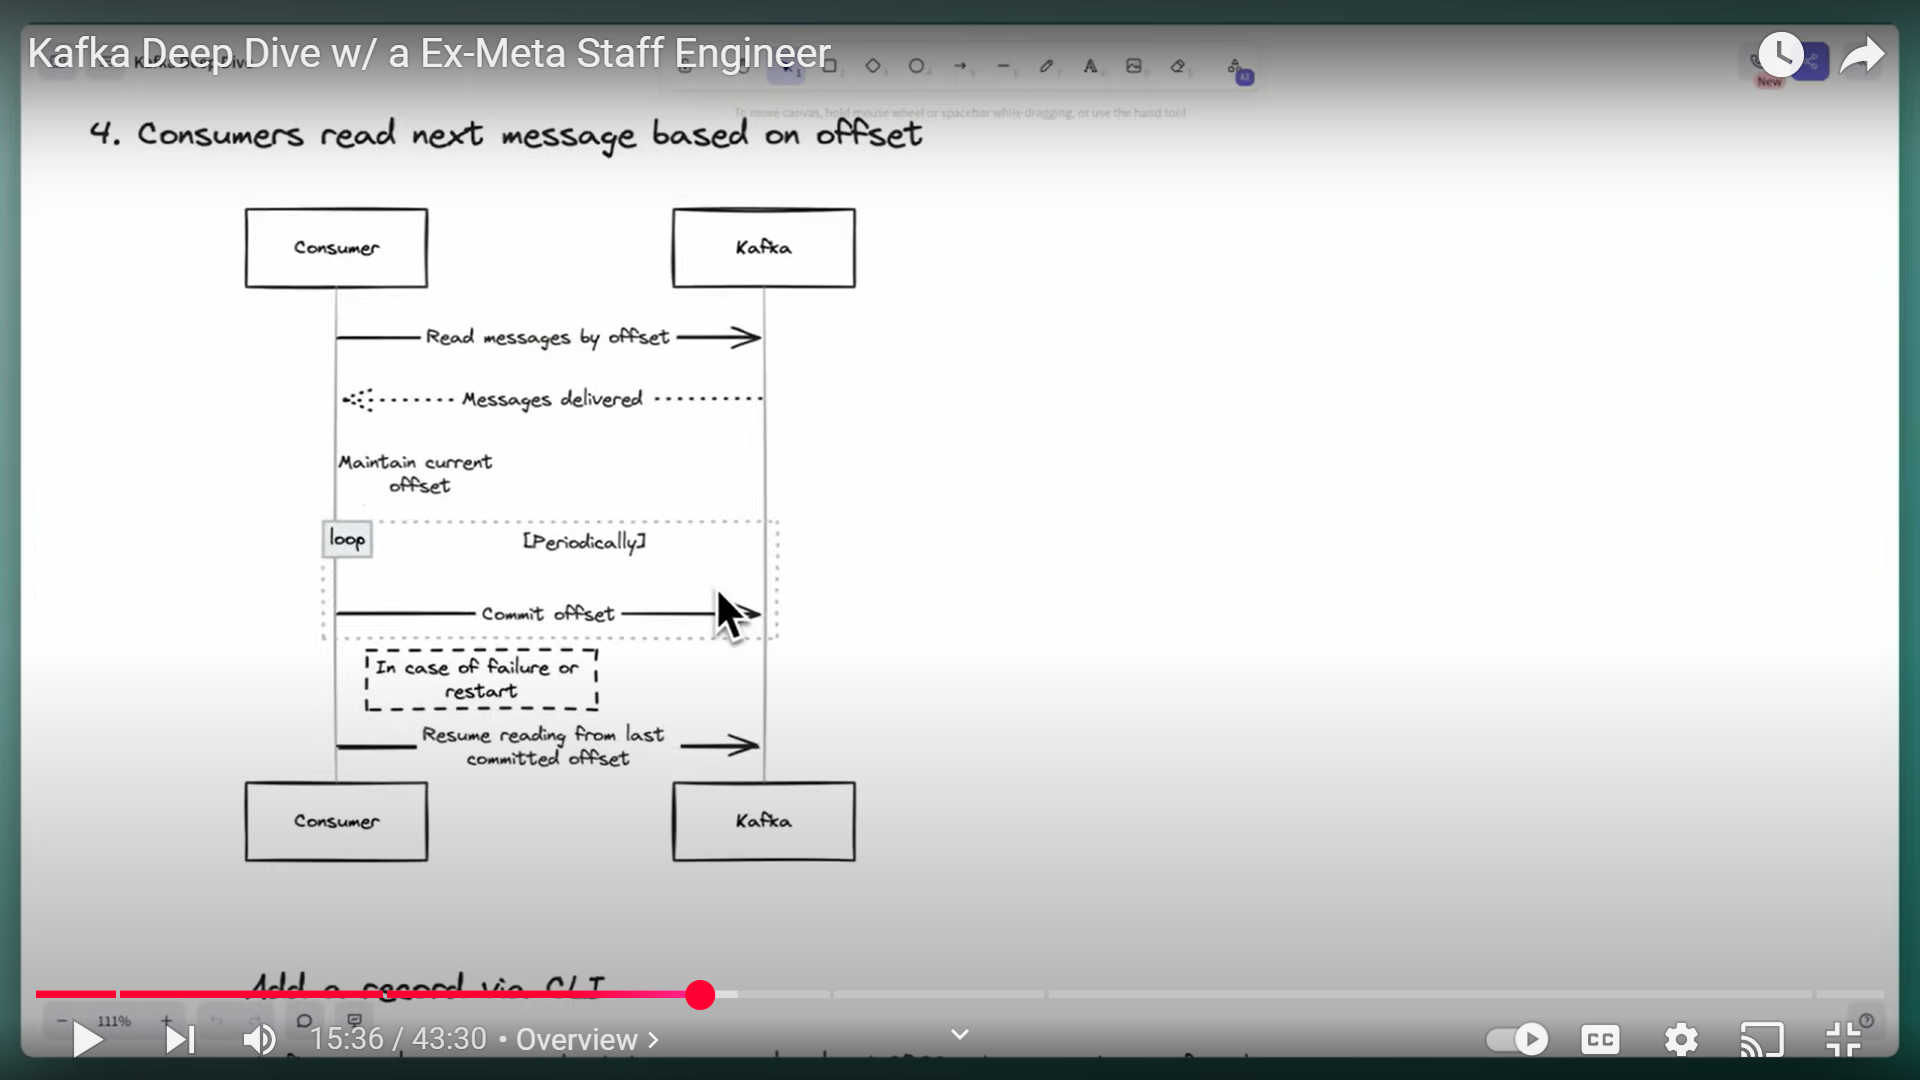 Kafka Deep Dive w/ a Ex-Meta Staff Engineer
New
AI
To move canvas, hold mouse wheel or spacebar while dragging, or use the hand tool
4. Consumers read next message based on offset
Consumer
Kafka
Read messages by offset
Messages delivered
Maintain current
offset
loop
[Periodically]
Commit offset
In case of failure or
restart
Resume reading from last
committed offset
Consumer
Kafka
Add a record via CLI
111%
15:36 / 43:30 • Overview
CC